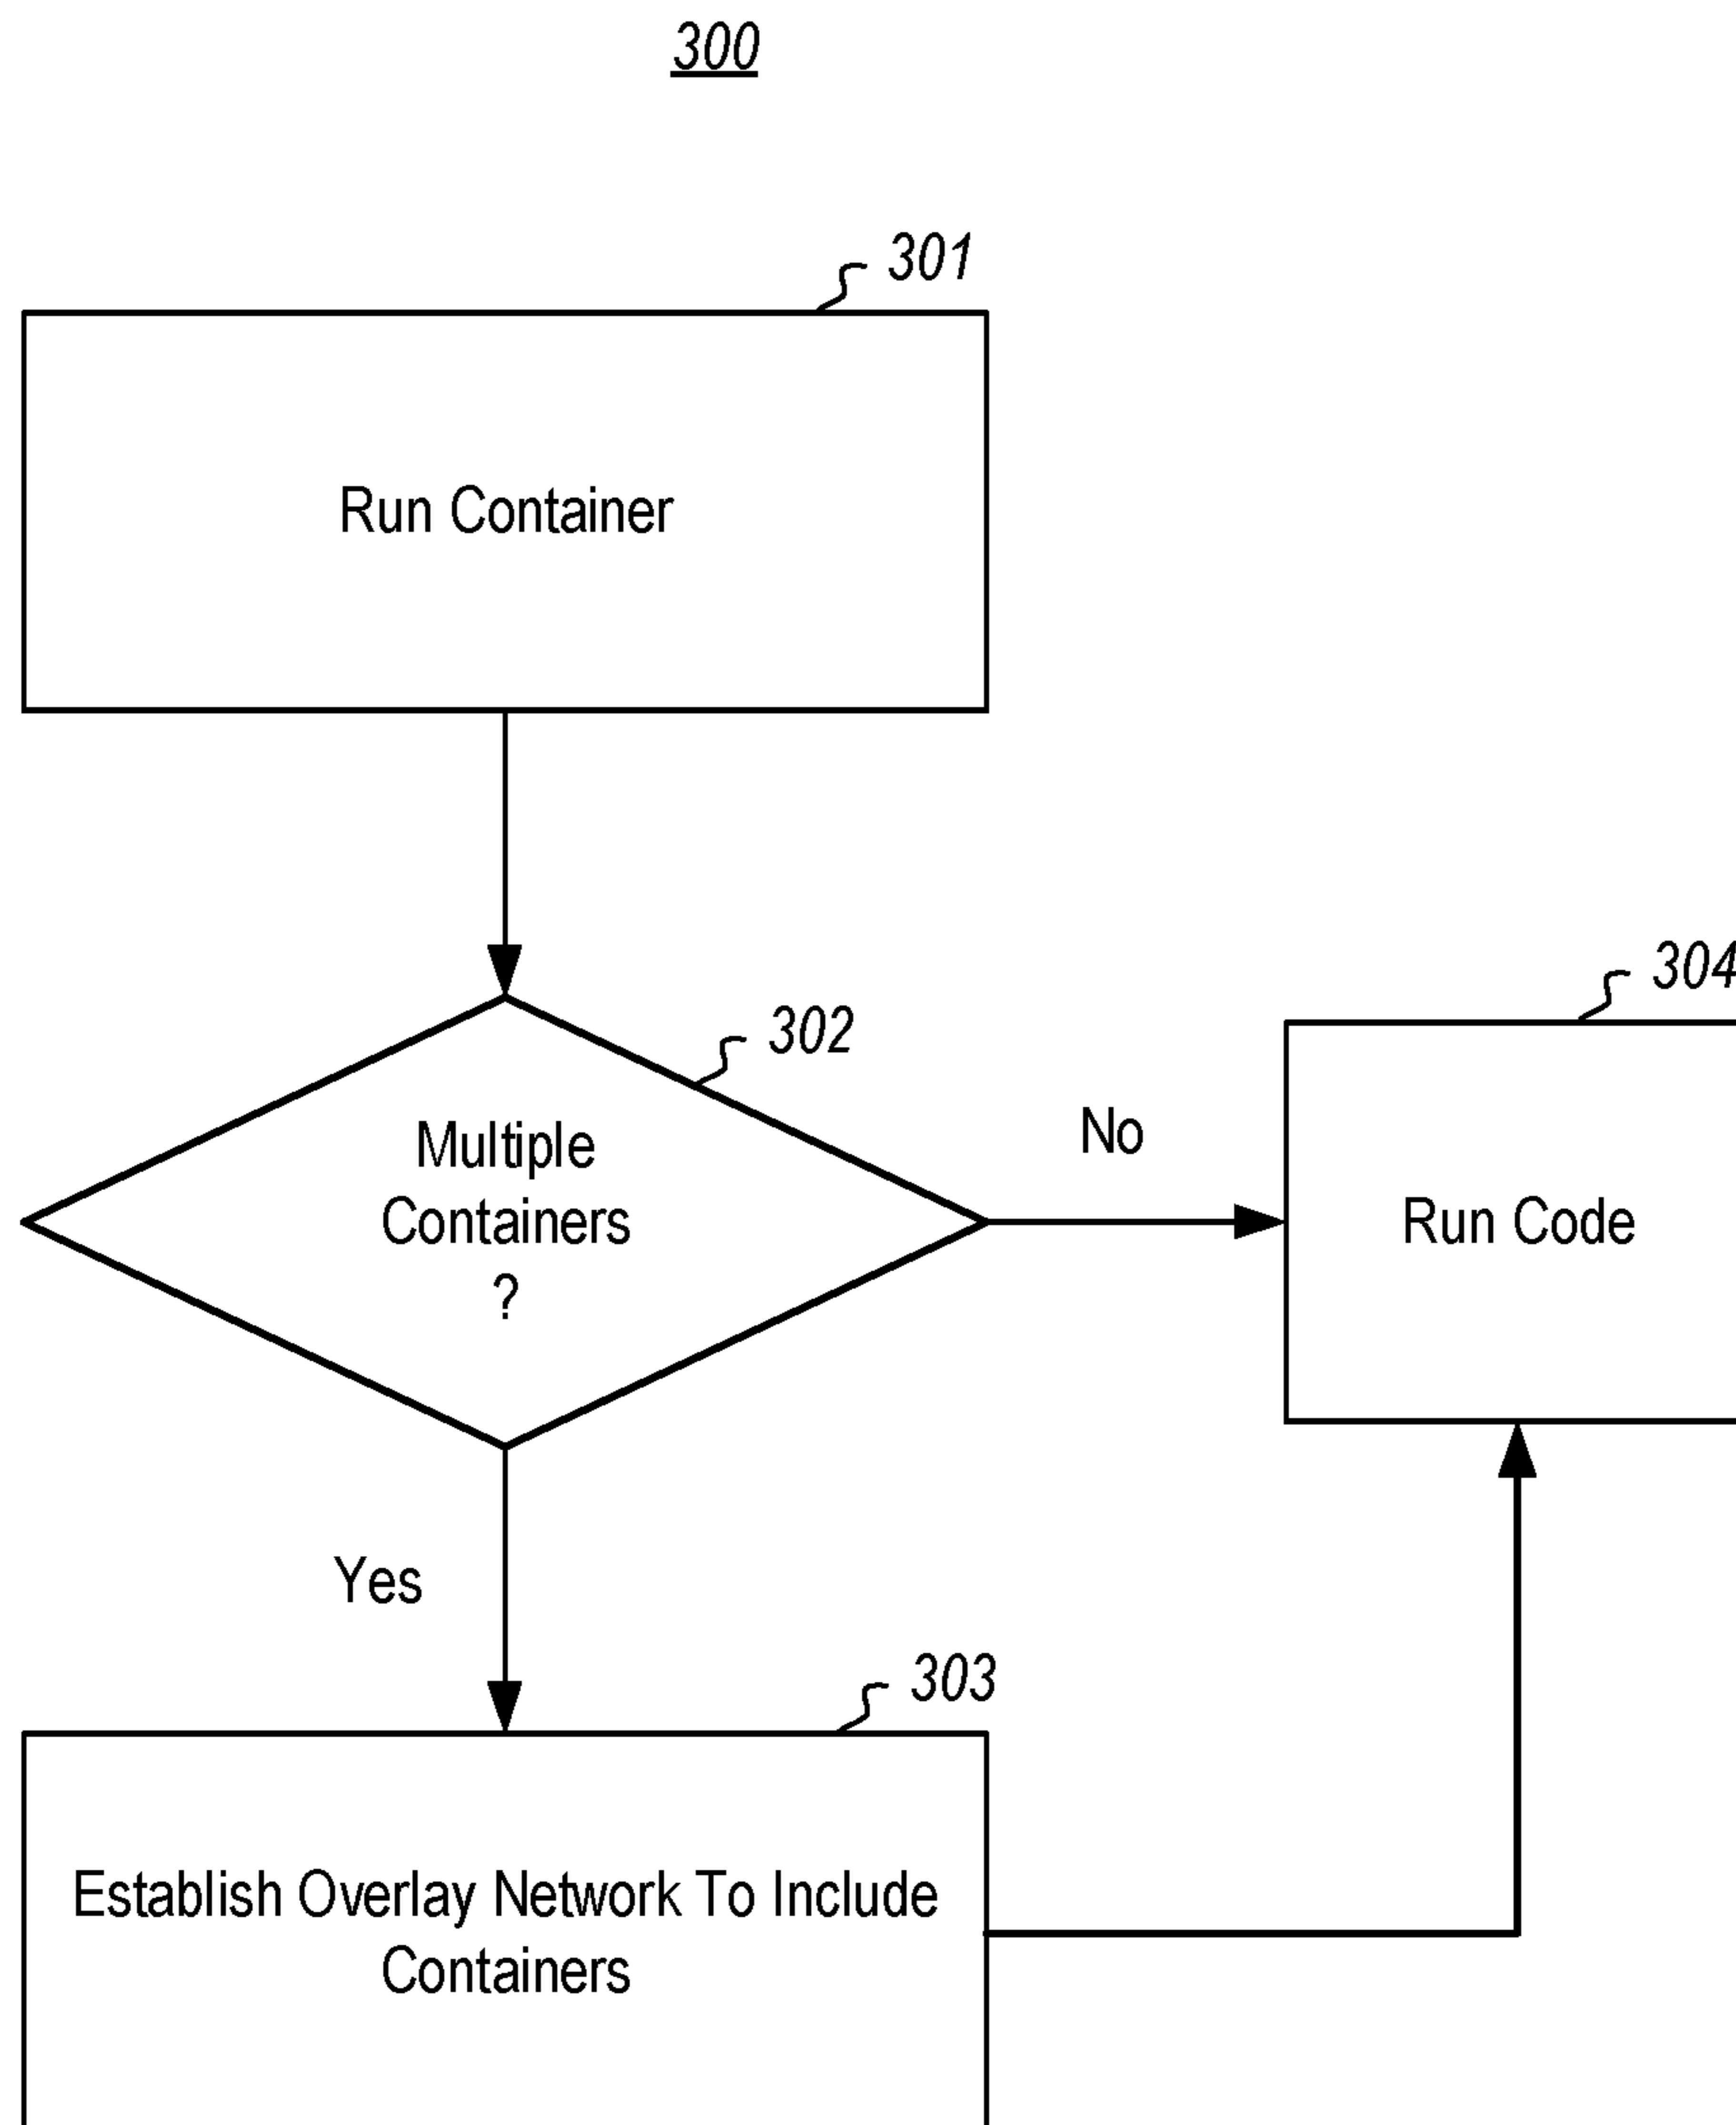 300
301
Run Container
302
Multiple
Containers
?
No
304
Run Code
Yes
303
Establish Overlay Network To Include
Containers